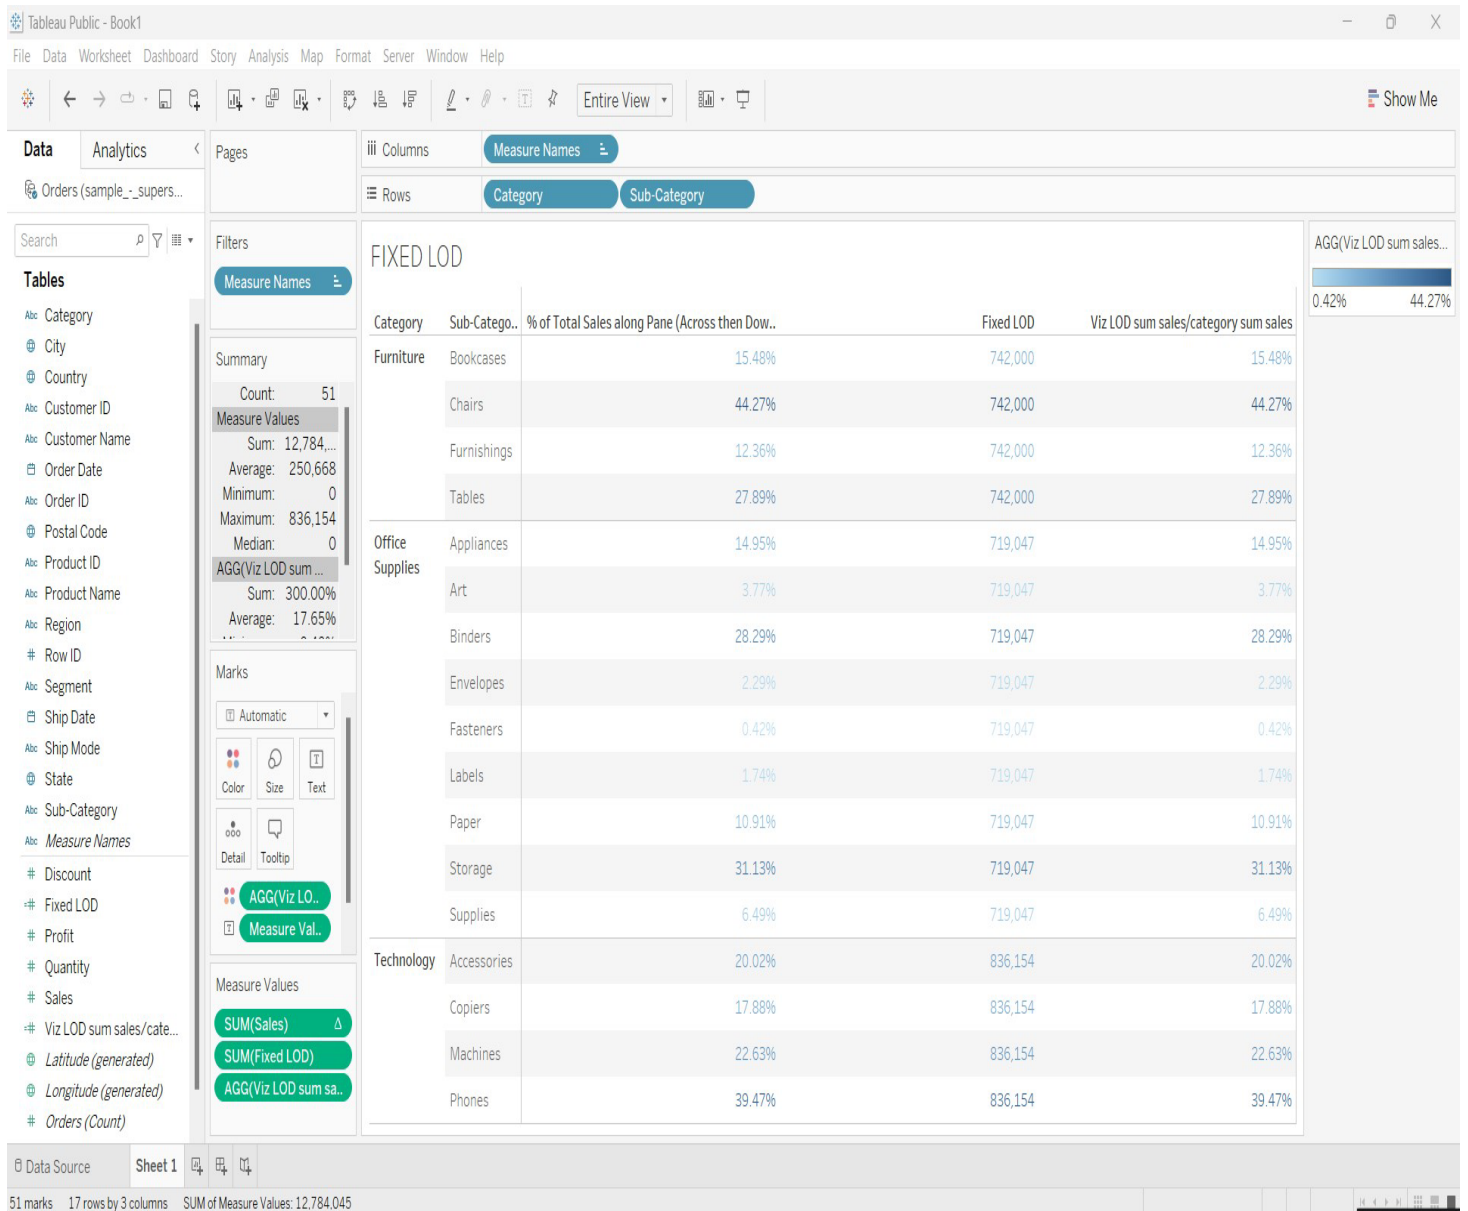 Tableau Public - Book1
File Data Worksheet Dashboard Story Analysis Map Format Server Window Help
Entire View
Show Me
Data Analytics
Orders (sample_-_supers...
Search
Tables
Abc Category
City
Country
Abc Customer ID
Abc Customer Name
Order Date
Abc Order ID
Postal Code
Abc Product ID
Abc Product Name
Abc Region
# Row ID
Abc Segment
Ship Date
Abc Ship Mode
State
Abc Sub-Category
Abc Measure Names
# Discount
=# Fixed LOD
# Profit
# Quantity
# Sales
=# Viz LOD sum sales/cate...
Latitude (generated)
Longitude (generated)
# Orders (Count)
Pages
Filters
Measure Names
Summary
Count: 51
Measure Values
Sum: 12,784,...
Average: 250,668
Minimum: 0
Maximum: 836,154
Median: 0
AGG(Viz LOD sum ...
Sum: 300.00%
Average: 17.65%
Marks
Automatic
Color Size Text
Detail Tooltip
AGG(Viz LO..
Measure Val..
Measure Values
SUM(Sales) Δ
SUM(Fixed LOD)
AGG(Viz LOD sum sa..
iii Columns Measure Names
Rows Category Sub-Category
FIXED LOD
Category Sub-Catego.. % of Total Sales along Pane (Across then Dow.. Fixed LOD Viz LOD sum sales/category sum sales
Furniture Bookcases 15.48% 742,000 15.48%
Chairs 44.27% 742,000 44.27%
Furnishings 12.36% 742,000 12.36%
Tables 27.89% 742,000 27.89%
Office Supplies Appliances 14.95% 719,047 14.95%
Art 3.77% 719,047 3.77%
Binders 28.29% 719,047 28.29%
Envelopes 2.29% 719,047 2.29%
Fasteners 0.42% 719,047 0.42%
Labels 1.74% 719,047 1.74%
Paper 10.91% 719,047 10.91%
Storage 31.13% 719,047 31.13%
Supplies 6.49% 719,047 6.49%
Technology Accessories 20.02% 836,154 20.02%
Copiers 17.88% 836,154 17.88%
Machines 22.63% 836,154 22.63%
Phones 39.47% 836,154 39.47%
AGG(Viz LOD sum sales...
0.42% 44.27%
Data Source Sheet 1
51 marks 17 rows by 3 columns SUM of Measure Values: 12,784,045